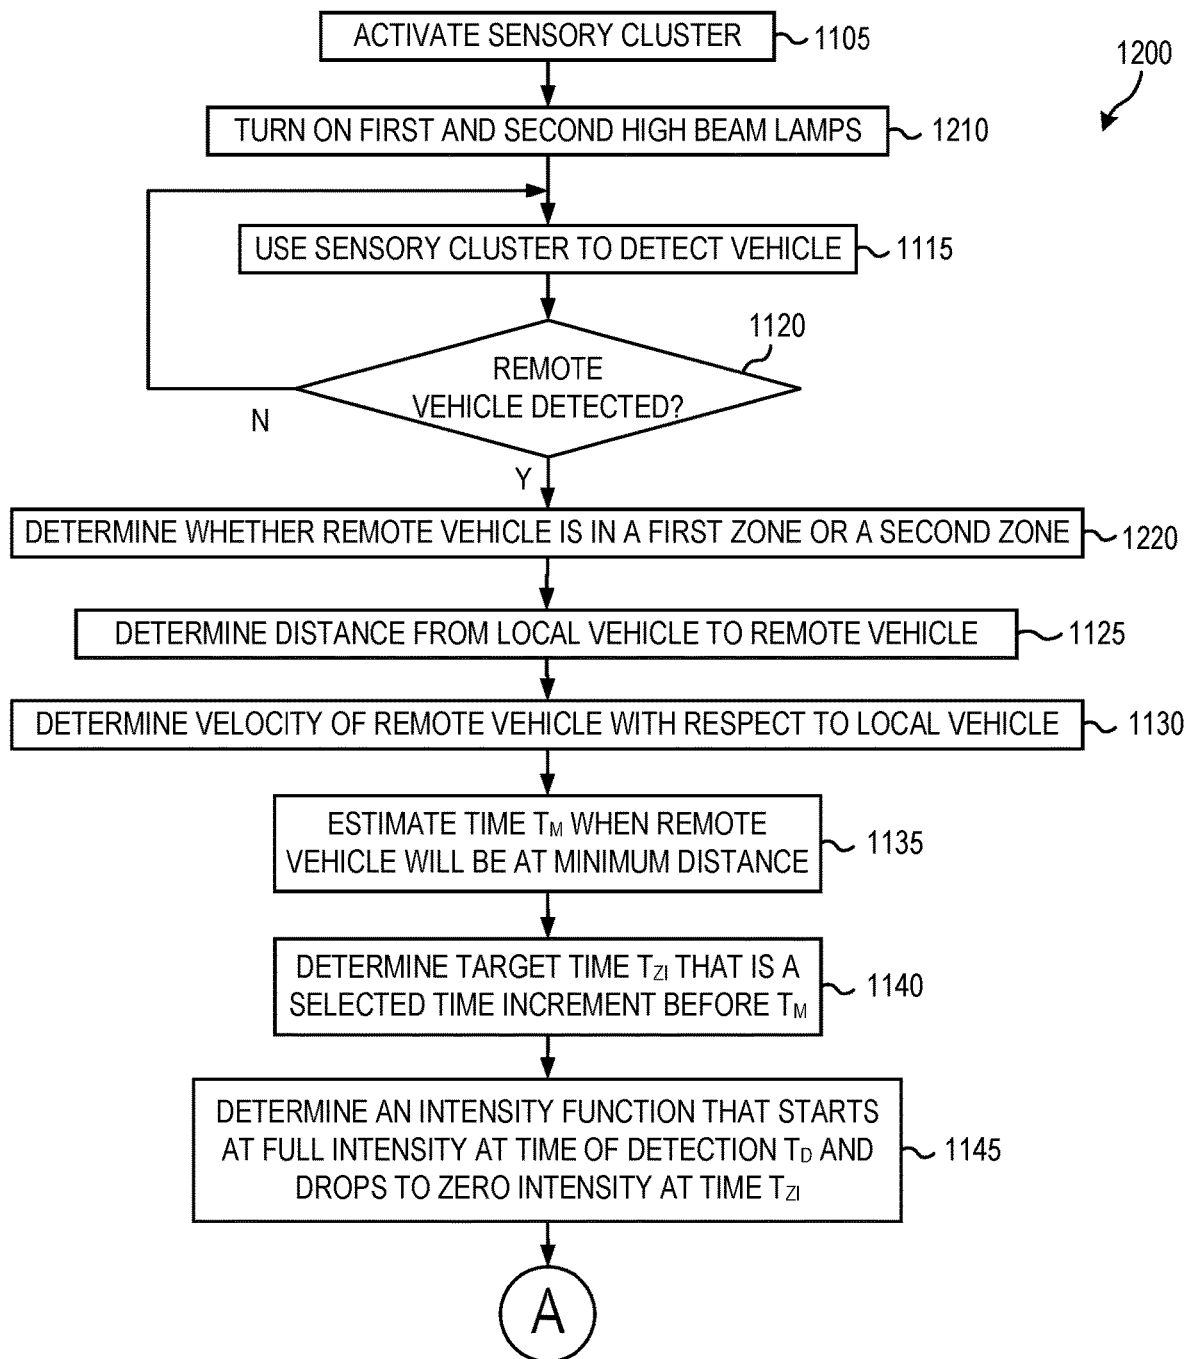 ACTIVATE SENSORY CLUSTER
1105
1200
TURN ON FIRST AND SECOND HIGH BEAM LAMPS
1210
USE SENSORY CLUSTER TO DETECT VEHICLE
1115
1120
REMOTE
VEHICLE DETECTED?
N
Y
DETERMINE WHETHER REMOTE VEHICLE IS IN A FIRST ZONE OR A SECOND ZONE
1220
DETERMINE DISTANCE FROM LOCAL VEHICLE TO REMOTE VEHICLE
1125
DETERMINE VELOCITY OF REMOTE VEHICLE WITH RESPECT TO LOCAL VEHICLE
1130
ESTIMATE TIME TM WHEN REMOTE
VEHICLE WILL BE AT MINIMUM DISTANCE
1135
DETERMINE TARGET TIME TZI THAT IS A
SELECTED TIME INCREMENT BEFORE TM
1140
DETERMINE AN INTENSITY FUNCTION THAT STARTS
AT FULL INTENSITY AT TIME OF DETECTION TD AND
DROPS TO ZERO INTENSITY AT TIME TZI
1145
A